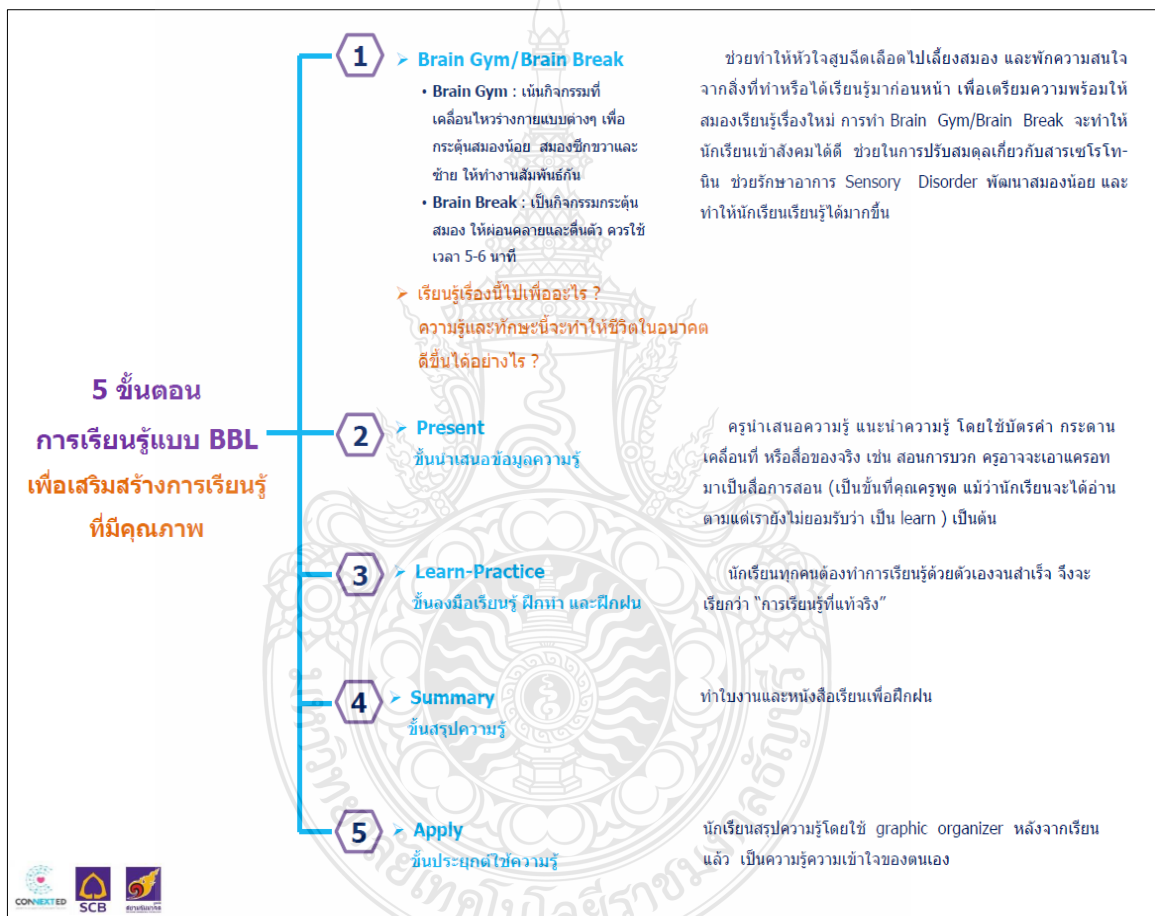 5 ขั้นตอน
การเรียนรู้แบบ BBL
เพื่อเสริมสร้างการเรียนรู้
ที่มีคุณภาพ
1
➢ Brain Gym/Brain Break
• Brain Gym : เน้นกิจกรรมที่
เคลื่อนไหวร่างกายแบบต่างๆ เพื่อ
กระตุ้นสมองน้อย สมองซีกขวาและ
ซ้าย ให้ทำงานสัมพันธ์กัน
• Brain Break : เป็นกิจกรรมกระตุ้น
สมอง ให้ผ่อนคลายและตื่นตัว ควรใช้
เวลา 5-6 นาที
➢ เรียนรู้เรื่องนี้ไปเพื่ออะไร ?
ความรู้และทักษะนี้จะทำให้ชีวิตในอนาคต
ดีขึ้นได้อย่างไร ?
ช่วยทำให้หัวใจสูบฉีดเลือดไปเลี้ยงสมอง และพักความสนใจ
จากสิ่งที่ทำหรือได้เรียนรู้มาก่อนหน้า เพื่อเตรียมความพร้อมให้
สมองเรียนรู้เรื่องใหม่ การทำ Brain Gym/Brain Break จะทำให้
นักเรียนเข้าสังคมได้ดี ช่วยในการปรับสมดุลเกี่ยวกับสารเซโรโท-
นิน ช่วยรักษาอาการ Sensory Disorder พัฒนาสมองน้อย และ
ทำให้นักเรียนเรียนรู้ได้มากขึ้น
2
➢ Present
ขั้นนำเสนอข้อมูลความรู้
ครูนำเสนอความรู้ แนะนำความรู้ โดยใช้บัตรคำ กระดาน
เคลื่อนที่ หรือสื่อของจริง เช่น สอนการบวก ครูอาจจะเอาแครอท
มาเป็นสื่อการสอน (เป็นขั้นที่คุณครูพูด แม้ว่านักเรียนจะได้อ่าน
ตามแต่เรายังไม่ยอมรับว่า เป็น learn ) เป็นต้น
3
➢ Learn-Practice
ขั้นลงมือเรียนรู้ ฝึกทำ และฝึกฝน
นักเรียนทุกคนต้องทำการเรียนรู้ด้วยตัวเองจนสำเร็จ จึงจะ
เรียกว่า "การเรียนรู้ที่แท้จริง"
4
➢ Summary
ขั้นสรุปความรู้
ทำใบงานและหนังสือเรียนเพื่อฝึกฝน
5
➢ Apply
ขั้นประยุกต์ใช้ความรู้
นักเรียนสรุปความรู้โดยใช้ graphic organizer หลังจากเรียน
แล้ว เป็นความรู้ความเข้าใจของตนเอง
มหาวิทยาลัยเทคโนโลยีราชมงคลธัญบุรี
CONNEXTED
SCB
สยามกัมมาจล